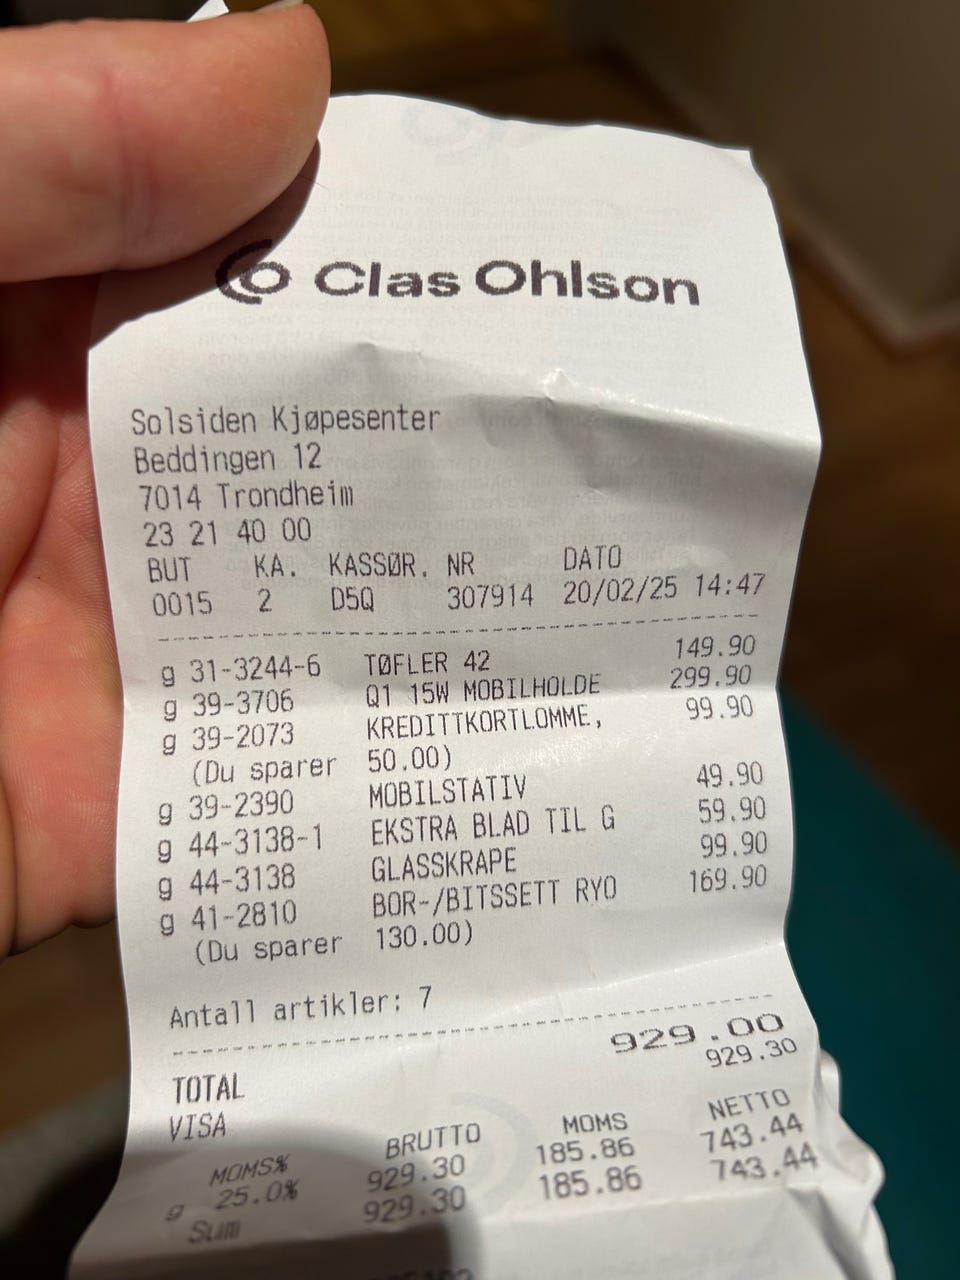 Clas Ohlson
Solsiden Kjøpesenter
Beddingen 12
7014 Trondheim
23 21 40 00
BUT KA. KASSØR. NR DATO
0015 2 D5Q 307914 20/02/25 14:47
g 31-3244-6 TØFLER 42 149.90
g 39-3706 Q1 15W MOBILHOLDE 299.90
g 39-2073 KREDITTKORTLOMME, 99.90
(Du sparer 50.00)
g 39-2390 MOBILSTATIV 49.90
g 44-3138-1 EKSTRA BLAD TIL G 59.90
g 44-3138 GLASSKRAPE 99.90
g 41-2810 BOR-/BITSSETT RYO 169.90
(Du sparer 130.00)
Antall artikler: 7
TOTAL 929.00
VISA 929.30
MOMS% BRUTTO MOMS NETTO
g 25.0% 929.30 185.86 743.44
Sum 929.30 185.86 743.44